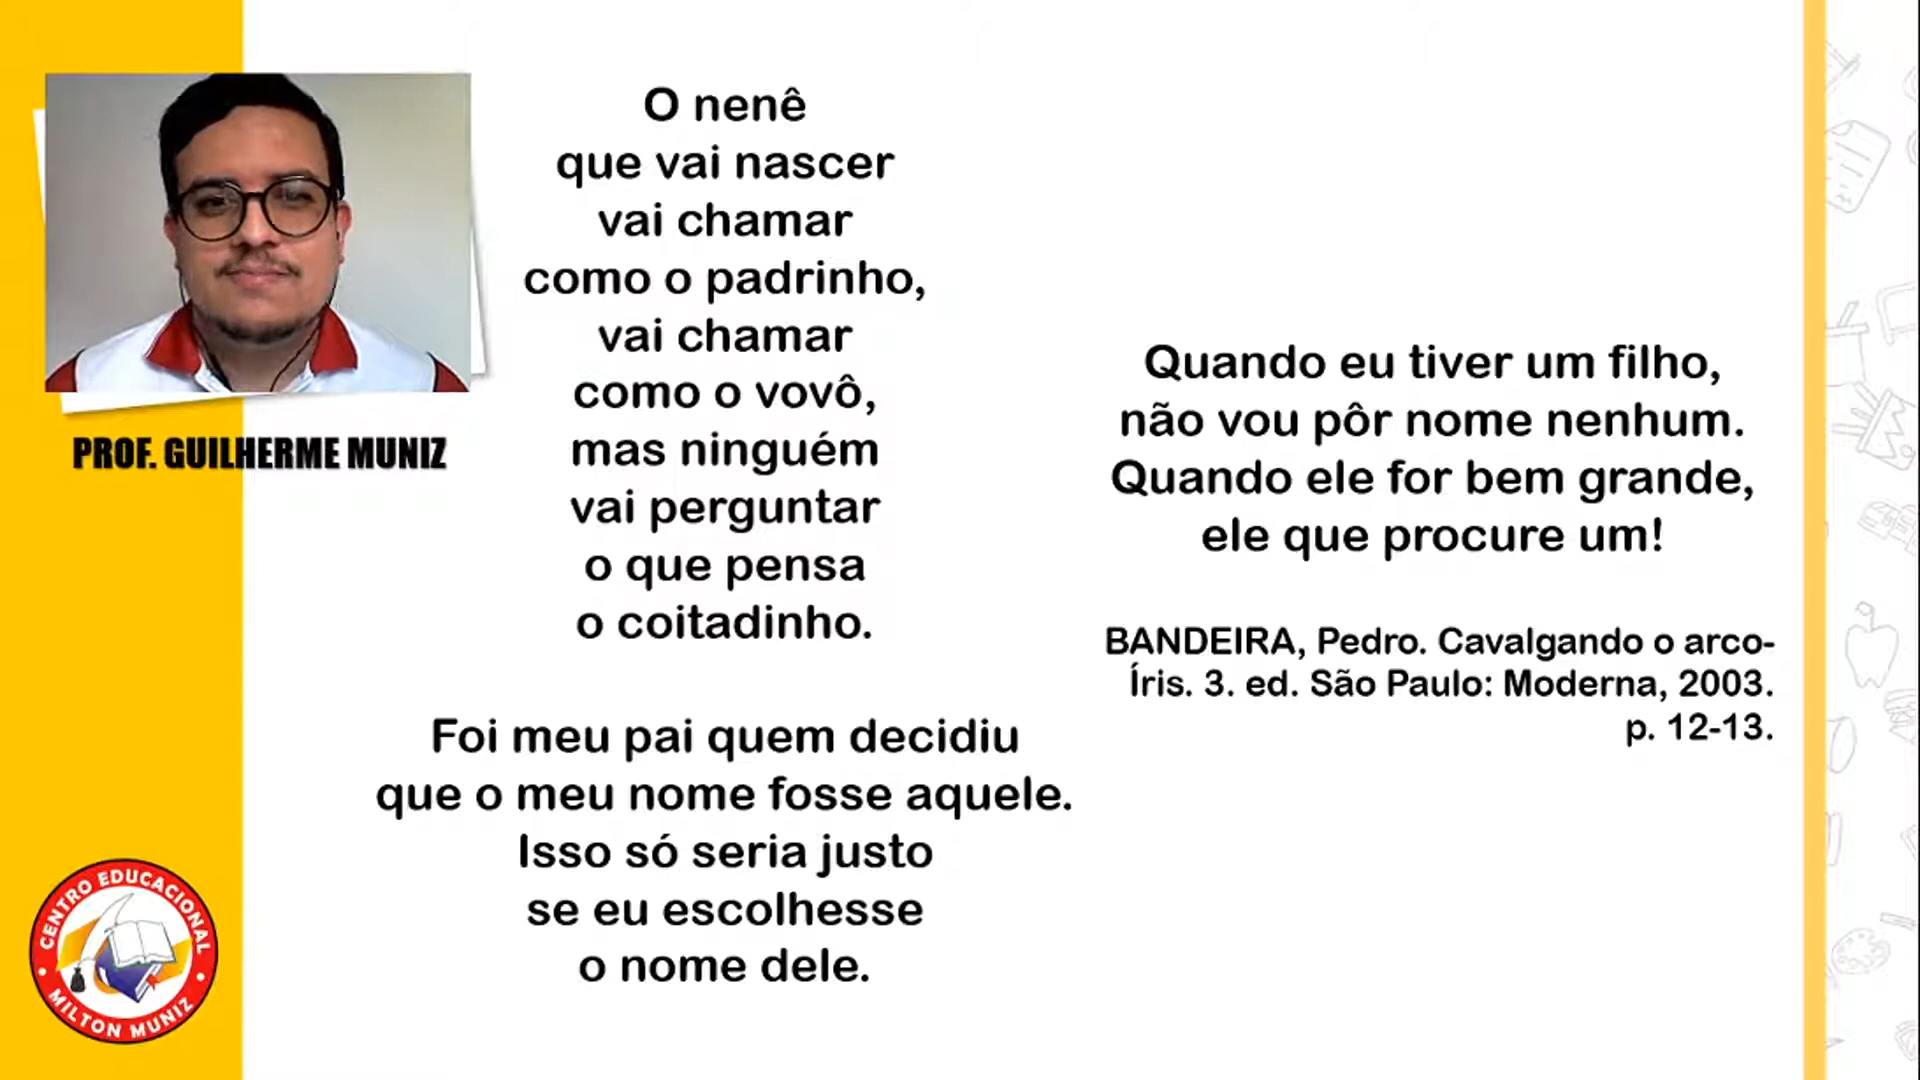 PROF. GUILHERME MUNIZ
O nenê
que vai nascer
vai chamar
como o padrinho,
vai chamar
como o vovô,
mas ninguém
vai perguntar
o que pensa
o coitadinho.
Foi meu pai quem decidiu
que o meu nome fosse aquele.
Isso só seria justo
se eu escolhesse
o nome dele.
Quando eu tiver um filho,
não vou pôr nome nenhum.
Quando ele for bem grande,
ele que procure um!
BANDEIRA, Pedro. Cavalgando o arco-
Íris. 3. ed. São Paulo: Moderna, 2003.
p. 12-13.
CENTRO EDUCACIONAL
MILTON MUNIZ